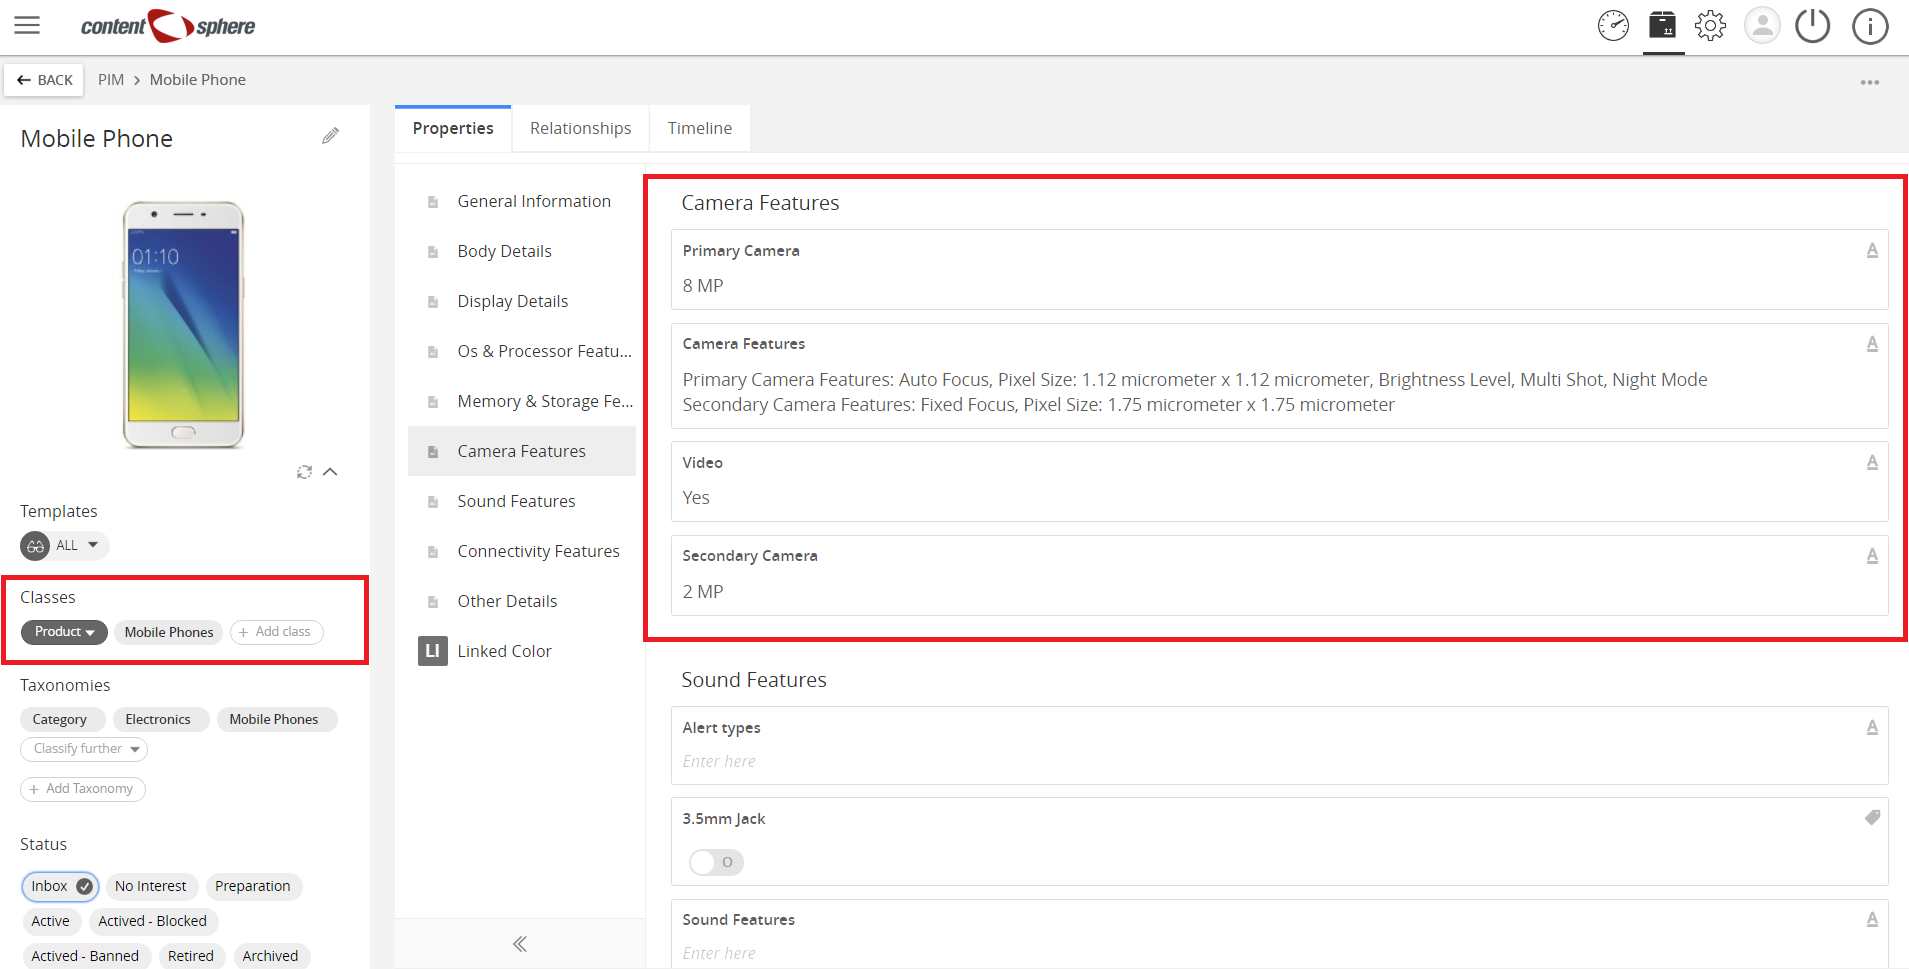 content sphere
BACK PIM > Mobile Phone
Mobile Phone
01:10
Templates
ALL
Classes
Product Mobile Phones + Add class
Taxonomies
Category Electronics Mobile Phones
Classify further
+ Add Taxonomy
Status
Inbox No Interest Preparation
Active Actived - Blocked
Actived - Banned Retired Archived
Properties Relationships Timeline
General Information
Body Details
Display Details
Os & Processor Featu...
Memory & Storage Fe...
Camera Features
Sound Features
Connectivity Features
Other Details
LI Linked Color
Camera Features
Primary Camera
8 MP
Camera Features
Primary Camera Features: Auto Focus, Pixel Size: 1.12 micrometer x 1.12 micrometer, Brightness Level, Multi Shot, Night Mode
Secondary Camera Features: Fixed Focus, Pixel Size: 1.75 micrometer x 1.75 micrometer
Video
Yes
Secondary Camera
2 MP
Sound Features
Alert types
Enter here
3.5mm Jack
O
Sound Features
Enter here